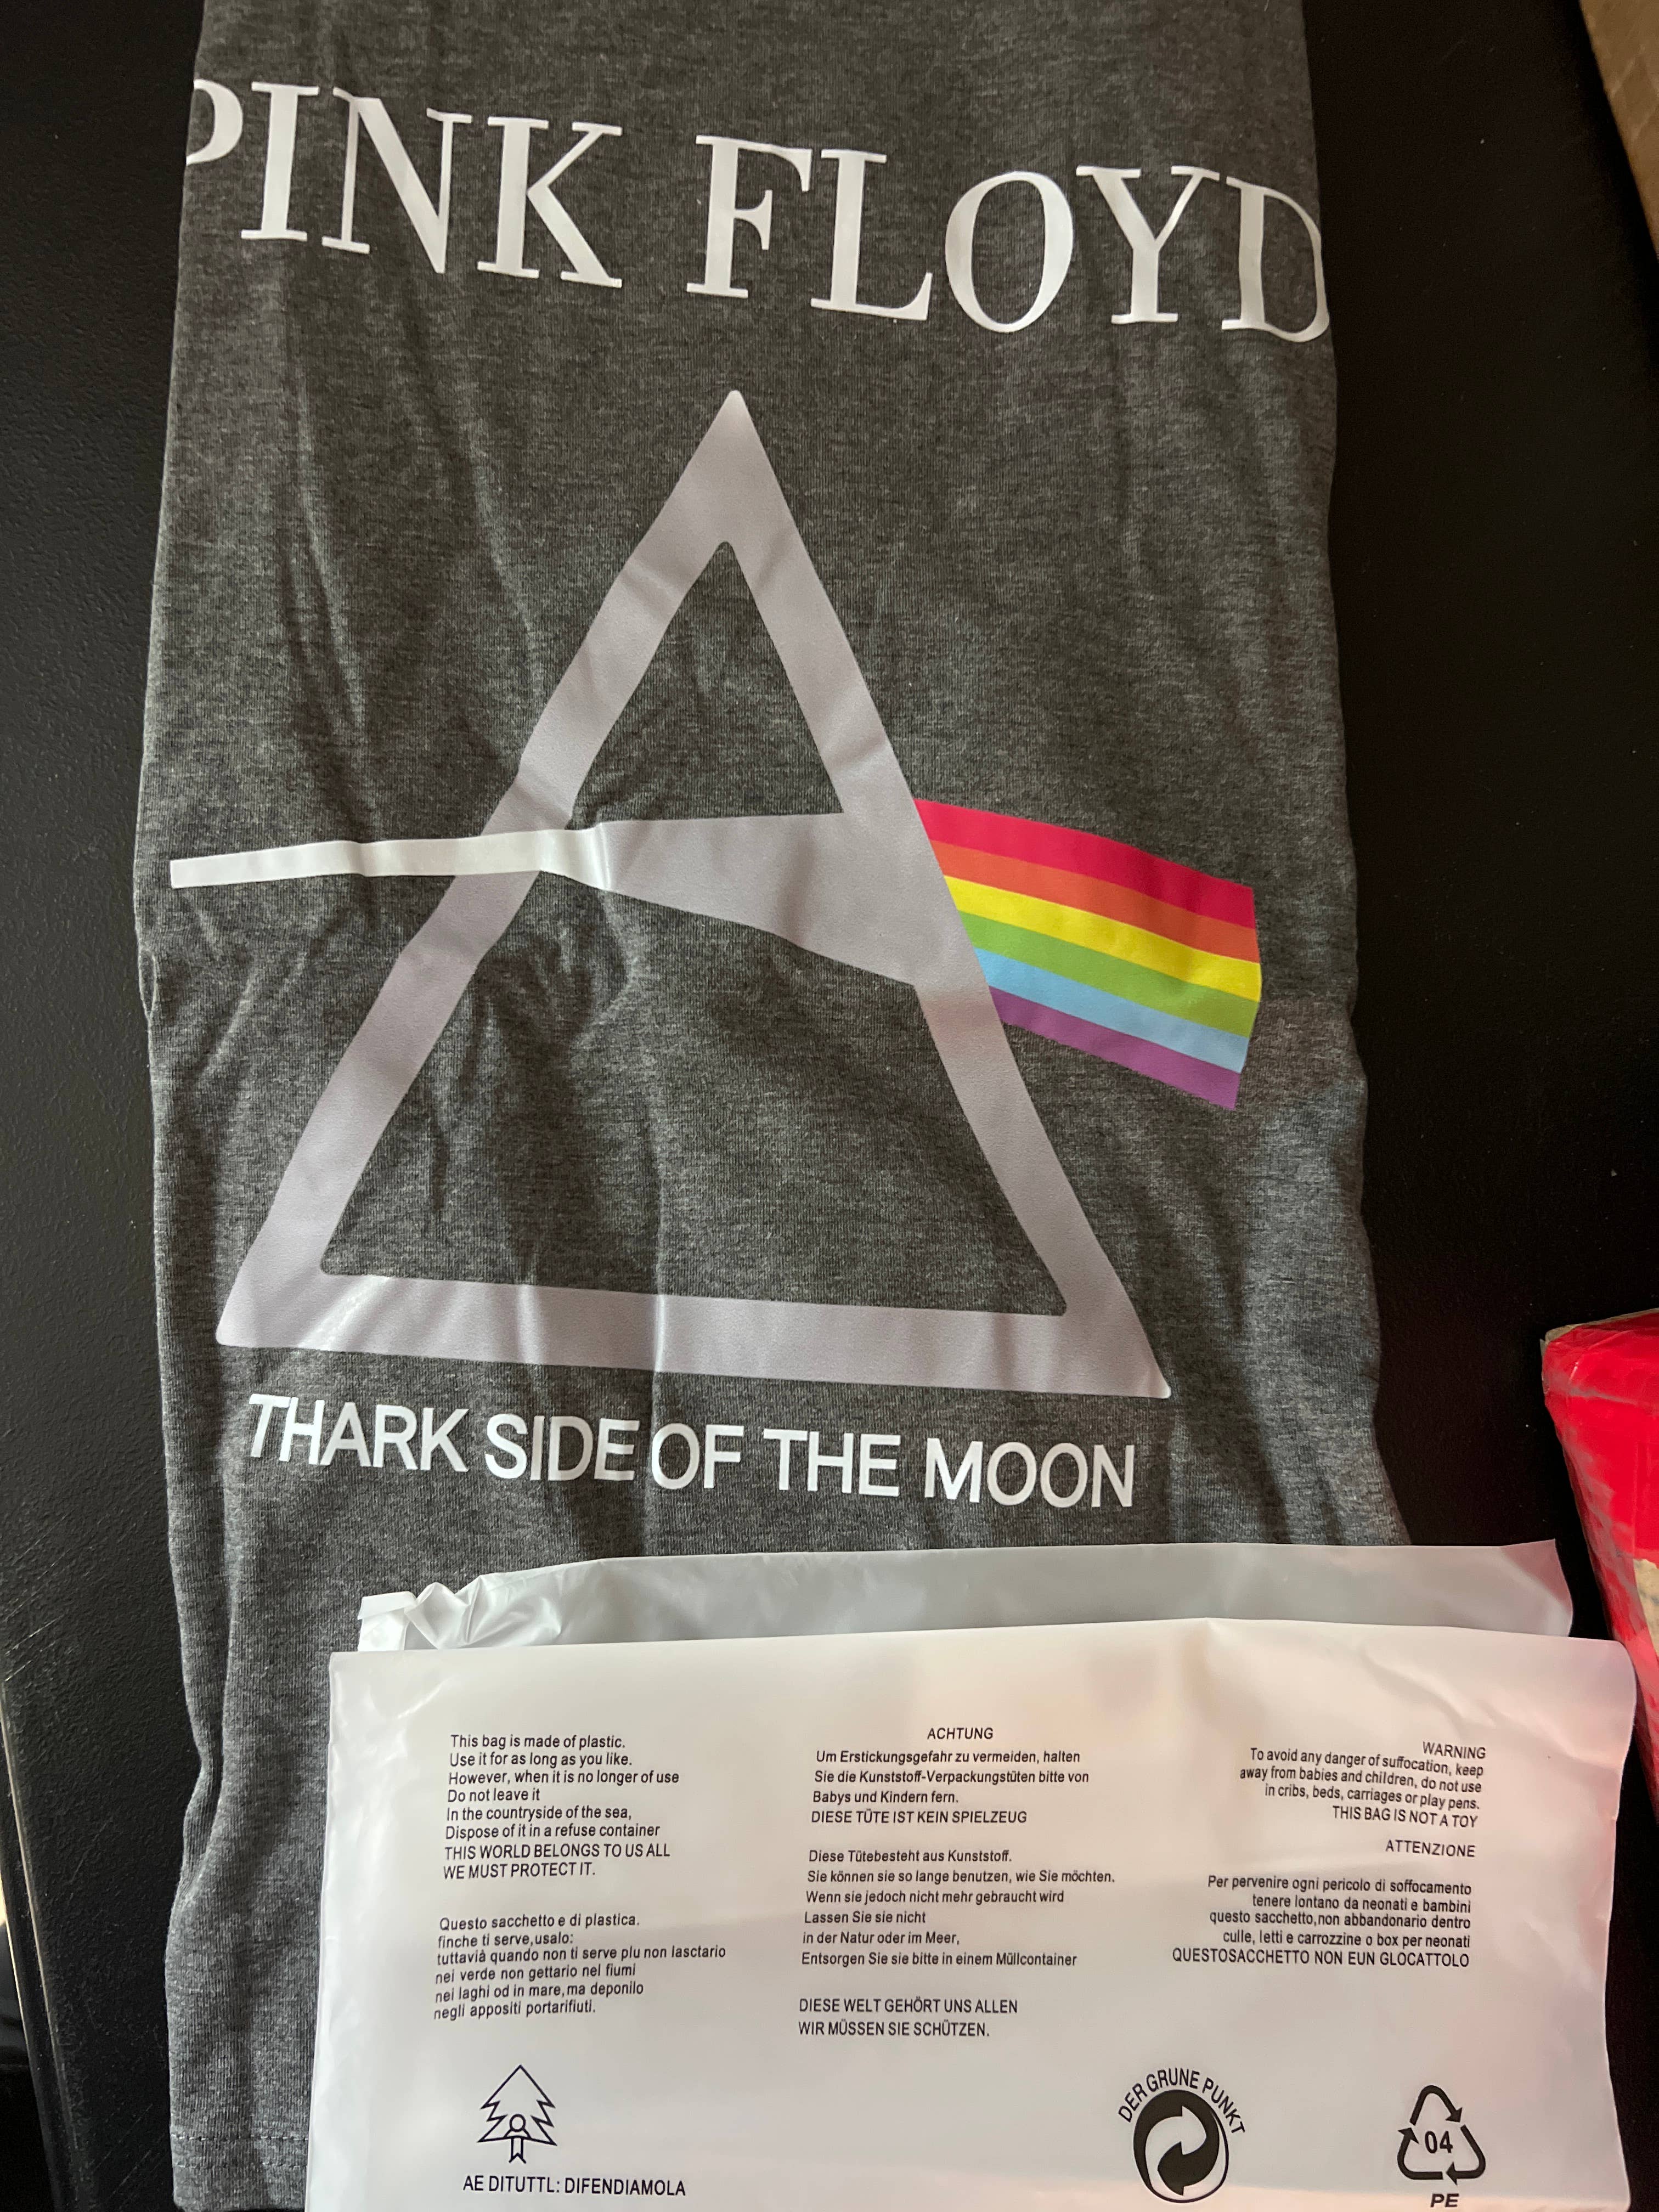 PINK FLOYD
THARK SIDE OF THE MOON
This bag is made of plastic.
Use it for as long as you like.
However, when it is no longer of use
Do not leave it
In the countryside of the sea,
Dispose of it in a refuse container
THIS WORLD BELONGS TO US ALL
WE MUST PROTECT IT.
Questo sacchetto e di plastica.
finche ti serve,usalo:
tuttavià quando non ti serve plu non lasctario
nei verde non gettario nel fiumi
nei laghi od in mare,ma deponilo
negli appositi portarifiuti.
AE DITUTTL: DIFENDIAMOLA
ACHTUNG
Um Erstickungsgefahr zu vermeiden, halten
Sie die Kunststoff-Verpackungstüten bitte von
Babys und Kindern fern.
DIESE TÜTE IST KEIN SPIELZEUG
Diese Tütebesteht aus Kunststoff.
Sie können sie so lange benutzen, wie Sie möchten.
Wenn sie jedoch nicht mehr gebraucht wird
Lassen Sie sie nicht
in der Natur oder im Meer,
Entsorgen Sie sie bitte in einem Müllcontainer
DIESE WELT GEHÖRT UNS ALLEN
WIR MÜSSEN SIE SCHÜTZEN.
WARNING
To avoid any danger of suffocation, keep
away from babies and children, do not use
in cribs, beds, carriages or play pens.
THIS BAG IS NOT A TOY
ATTENZIONE
Per pervenire ogni pericolo di soffocamento
tenere lontano da neonati e bambini
questo sacchetto,non abbandonario dentro
culle, letti e carrozzine o box per neonati
QUESTOSACCHETTO NON EUN GLOCATTOLO
DER GRUNE PUNKT
04
PE